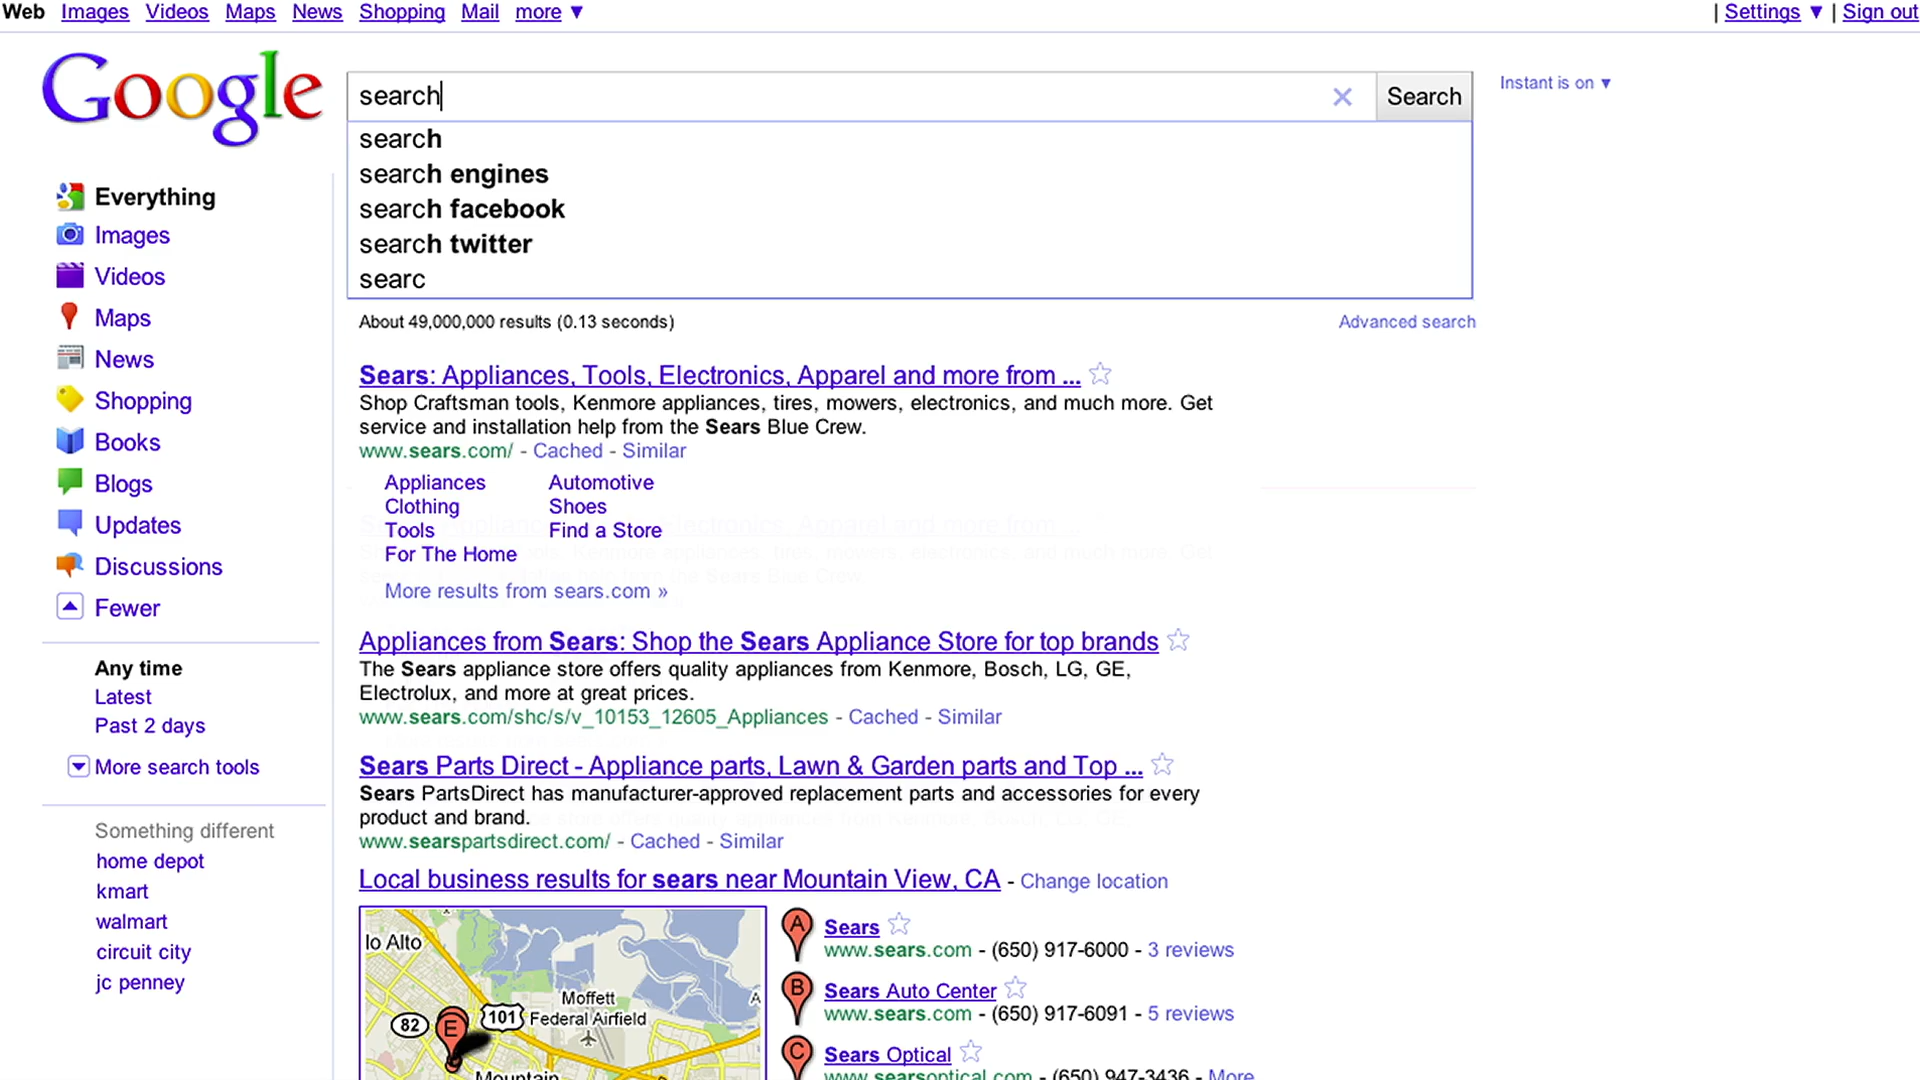 Web Images Videos Maps News Shopping Mail more ▼
| Settings ▼ | Sign out
Google
search
Search
Instant is on ▼
search
search engines
search facebook
search twitter
searc
About 49,000,000 results (0.13 seconds)
Advanced search
Everything
Images
Videos
Maps
News
Shopping
Books
Blogs
Updates
Discussions
Fewer
Any time
Latest
Past 2 days
More search tools
Something different
home depot
kmart
walmart
circuit city
jc penney
Sears: Appliances, Tools, Electronics, Apparel and more from ...
Shop Craftsman tools, Kenmore appliances, tires, mowers, electronics, and much more. Get
service and installation help from the Sears Blue Crew.
www.sears.com/ - Cached - Similar
Appliances Automotive
Clothing Shoes
Tools Find a Store
For The Home
More results from sears.com »
Appliances from Sears: Shop the Sears Appliance Store for top brands
The Sears appliance store offers quality appliances from Kenmore, Bosch, LG, GE,
Electrolux, and more at great prices.
www.sears.com/shc/s/v_10153_12605_Appliances - Cached - Similar
Sears Parts Direct - Appliance parts, Lawn & Garden parts and Top ...
Sears PartsDirect has manufacturer-approved replacement parts and accessories for every
product and brand.
www.searspartsdirect.com/ - Cached - Similar
Local business results for sears near Mountain View, CA - Change location
lo Alto
Moffett
Federal Airfield
101
82
E
Mountain
A
A Sears
www.sears.com - (650) 917-6000 - 3 reviews
B Sears Auto Center
www.sears.com - (650) 917-6091 - 5 reviews
C Sears Optical
www.searsoptical.com - (650) 947-3436 - More